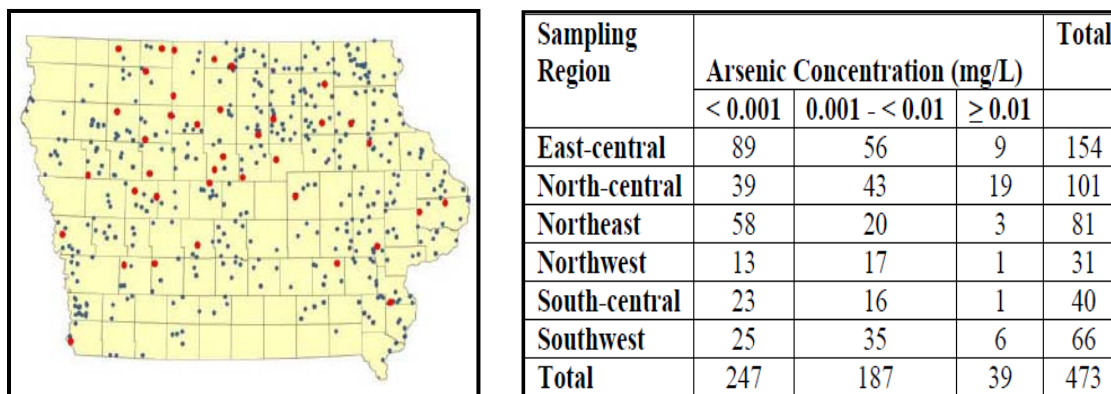 Sampling Region Arsenic Concentration (mg/L) Total
< 0.001 0.001 - < 0.01 ≥ 0.01
East-central 89 56 9 154
North-central 39 43 19 101
Northeast 58 20 3 81
Northwest 13 17 1 31
South-central 23 16 1 40
Southwest 25 35 6 66
Total 247 187 39 473